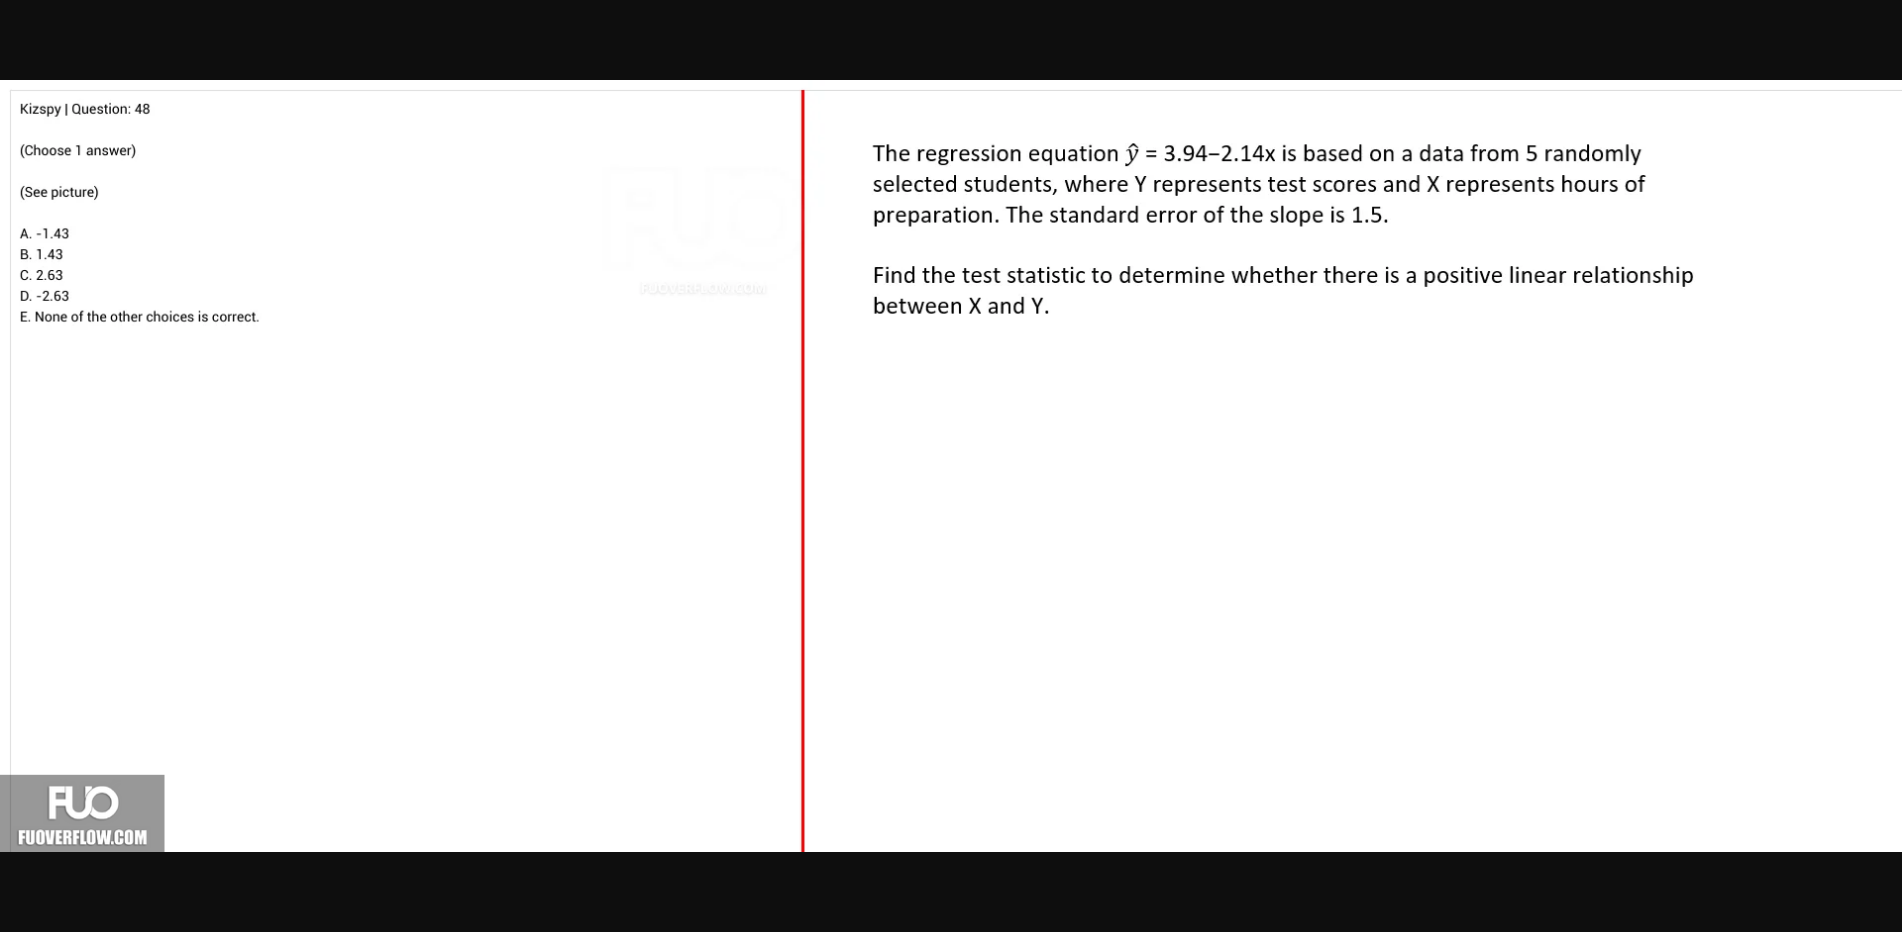 Kizspy | Question: 48
(Choose 1 answer)
(See picture)
A. -1.43
B. 1.43
C. 2.63
D. -2.63
E. None of the other choices is correct.
The regression equation ŷ = 3.94−2.14x is based on a data from 5 randomly
selected students, where Y represents test scores and X represents hours of
preparation. The standard error of the slope is 1.5.
Find the test statistic to determine whether there is a positive linear relationship
between X and Y.
FUO
FUOVERFLOW.COM
FUO
FUOVERFLOW.COM